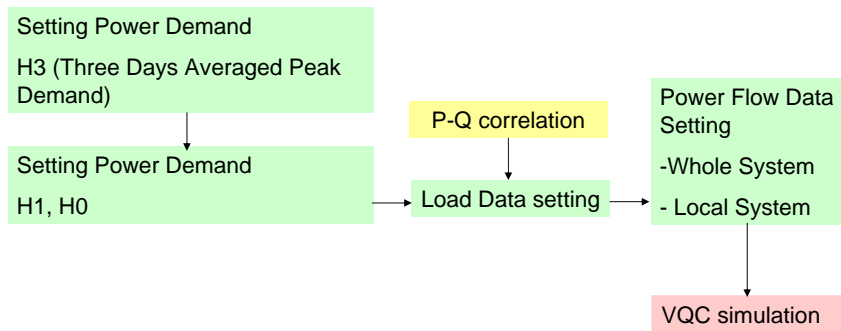 Setting Power Demand
H3 (Three Days Averaged Peak
Demand)
Setting Power Demand
H1, H0
P-Q correlation
Load Data setting
Power Flow Data
Setting
-Whole System
- Local System
VQC simulation